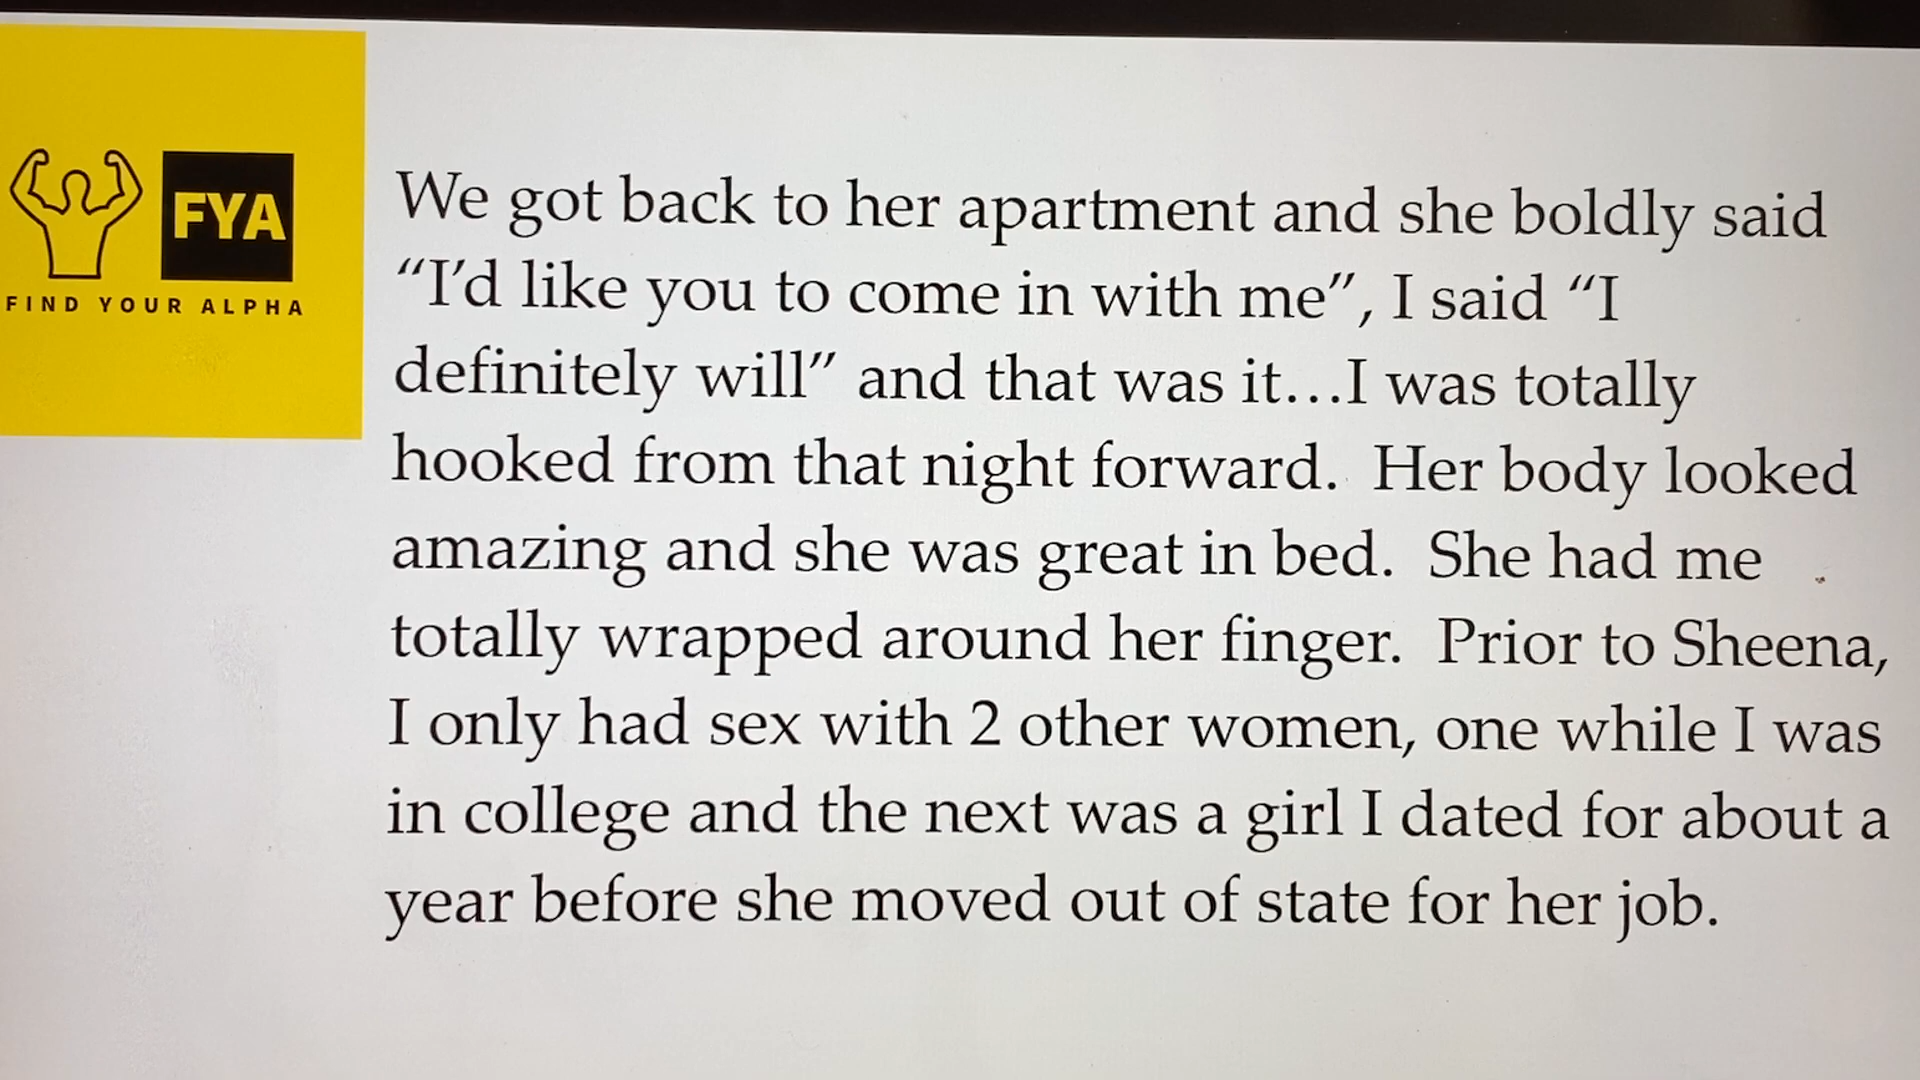 FYA
FIND YOUR ALPHA
We got back to her apartment and she boldly said
“I’d like you to come in with me”, I said “I
definitely will” and that was it...I was totally
hooked from that night forward.  Her body looked
amazing and she was great in bed.  She had me
totally wrapped around her finger.  Prior to Sheena,
I only had sex with 2 other women, one while I was
in college and the next was a girl I dated for about a
year before she moved out of state for her job.